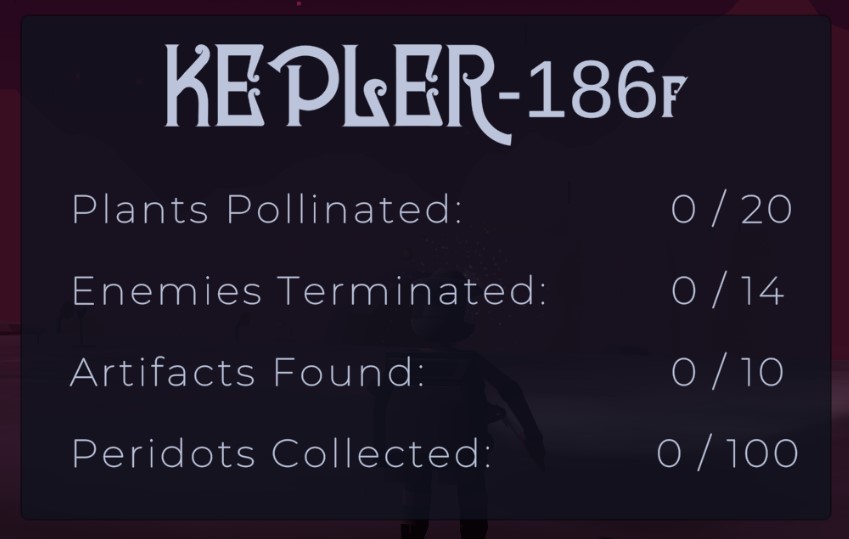 KEPLER-186F
Plants Pollinated: 0 / 20
Enemies Terminated: 0 / 14
Artifacts Found: 0 / 10
Peridots Collected: 0 / 100